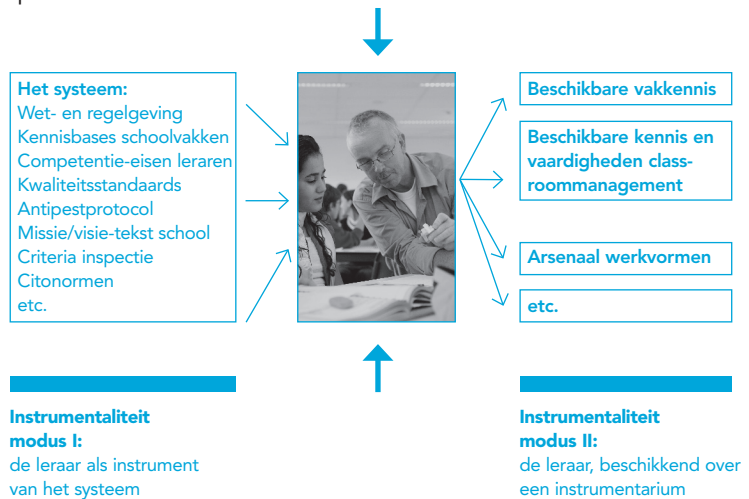 Het systeem:
Wet- en regelgeving
Kennisbases schoolvakken
Competentie-eisen leraren
Kwaliteitsstandaards
Antipestprotocol
Missie/visie-tekst school
Criteria inspectie
Citonormen
etc.
Beschikbare vakkennis
Beschikbare kennis en
vaardigheden class-
roommanagement
Arsenaal werkvormen
etc.
Instrumentaliteit
modus I:
de leraar als instrument
van het systeem
Instrumentaliteit
modus II:
de leraar, beschikkend over
een instrumentarium